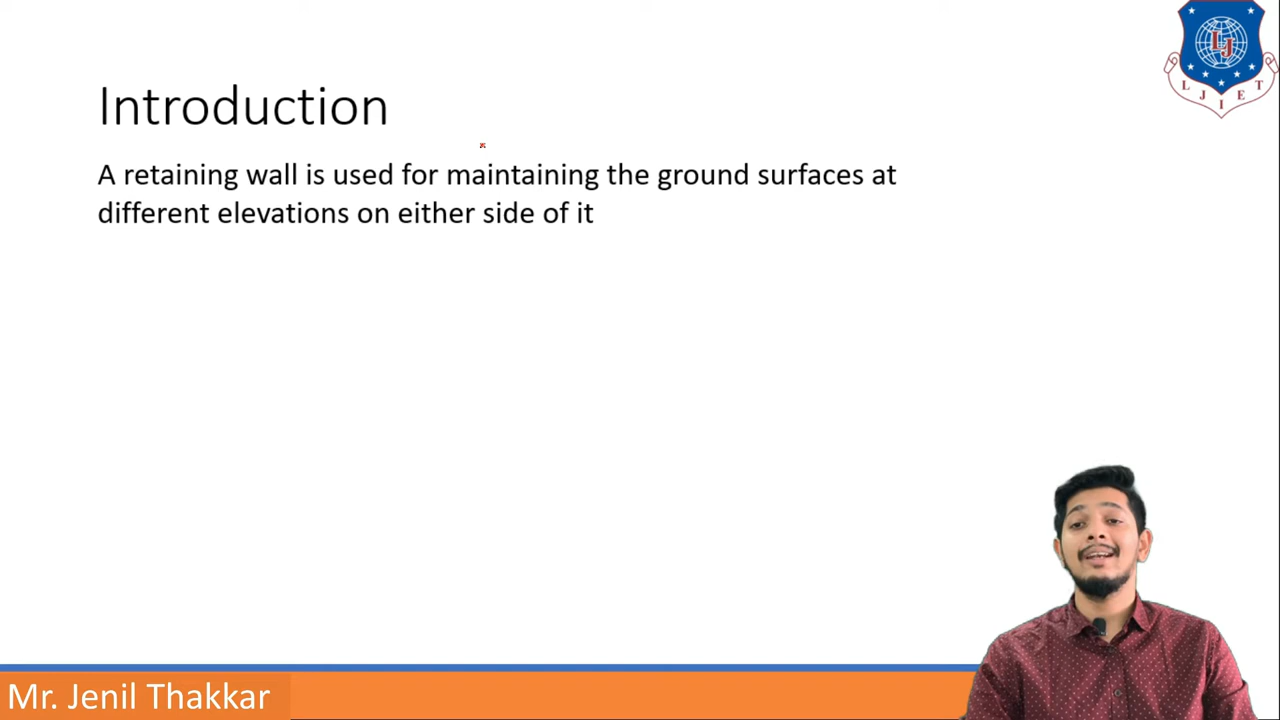 LJ
LJIET
Introduction
A retaining wall is used for maintaining the ground surfaces at
different elevations on either side of it
Mr. Jenil Thakkar